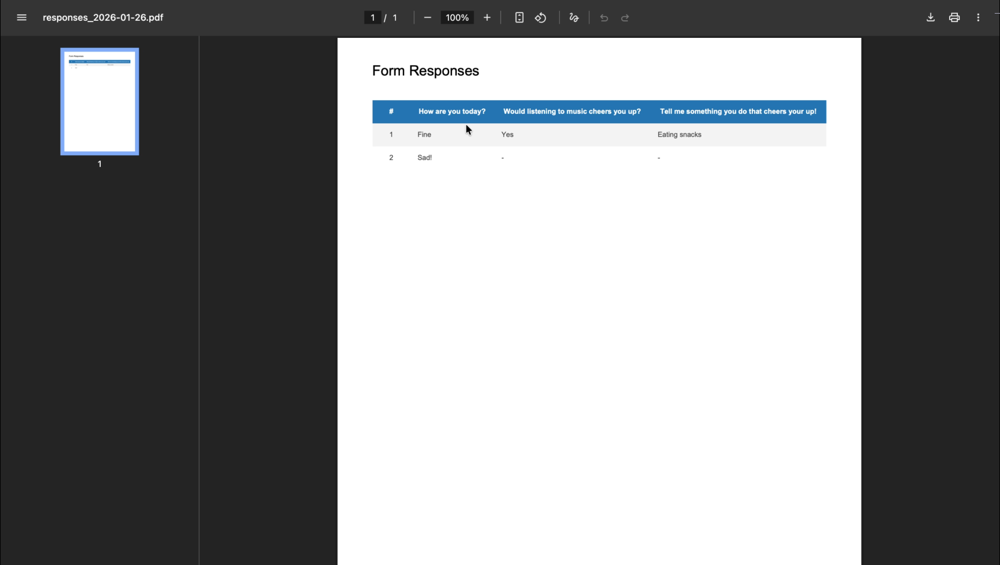 responses_2026-01-26.pdf
1 / 1
100%
1
Form Responses
# How are you today? Would listening to music cheers you up? Tell me something you do that cheers your up!
1 Fine Yes Eating snacks
2 Sad! - -